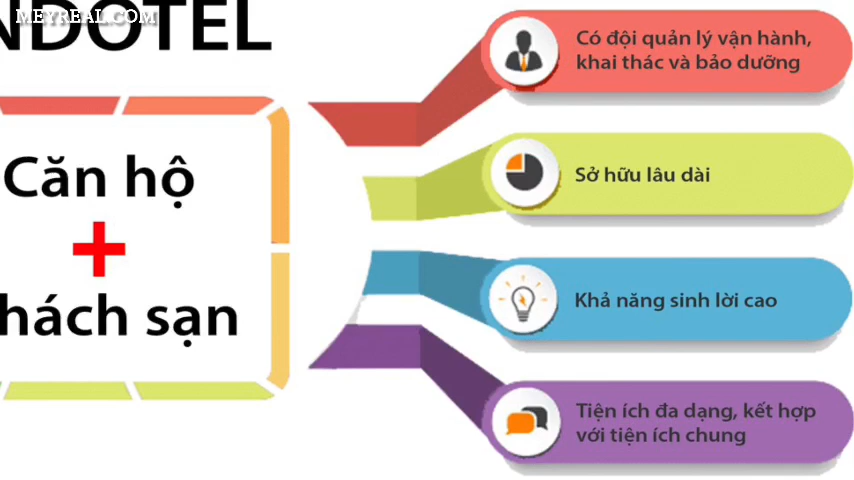 MEYREAL.COM
NDOTEL
Căn hộ
+
hách sạn
Có đội quản lý vận hành,
khai thác và bảo dưỡng
Sở hữu lâu dài
Khả năng sinh lời cao
Tiện ích đa dạng, kết hợp
với tiện ích chung